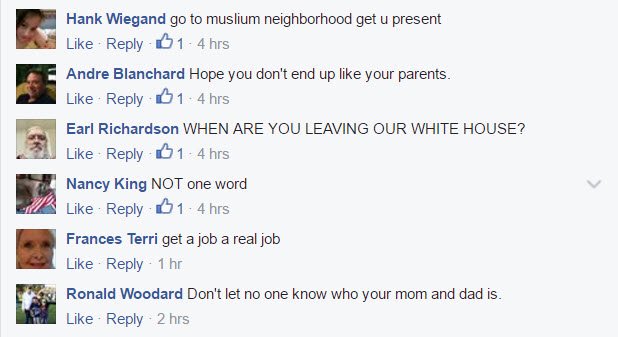 Hank Wiegand go to muslium neighborhood get u present
Like · Reply · 1 · 4 hrs
Andre Blanchard Hope you don't end up like your parents.
Like · Reply · 1 · 4 hrs
Earl Richardson WHEN ARE YOU LEAVING OUR WHITE HOUSE?
Like · Reply · 1 · 4 hrs
Nancy King NOT one word
Like · Reply · 1 · 4 hrs
Frances Terri get a job a real job
Like · Reply · 1 hr
Ronald Woodard Don't let no one know who your mom and dad is.
Like · Reply · 2 hrs